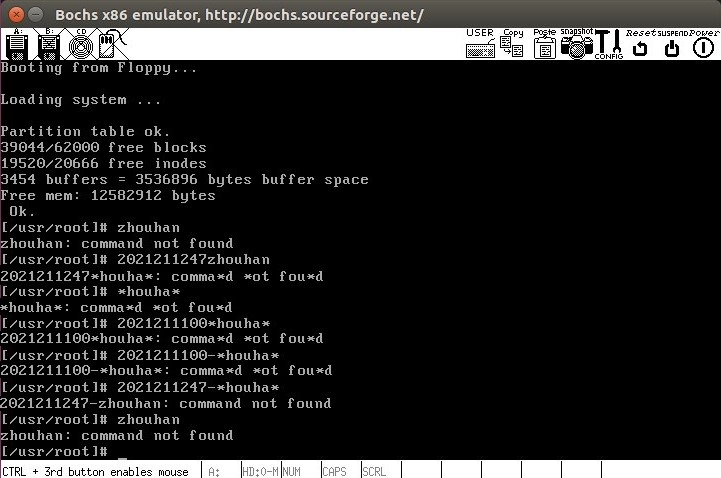 Bochs x86 emulator, http://bochs.sourceforge.net/
A: B: CD USER Copy Paste snapshot CONFIG Reset SUSPEND Power
Booting from Floppy...
Loading system ...
Partition table ok.
39044/62000 free blocks
19520/20666 free inodes
3454 buffers = 3536896 bytes buffer space
Free mem: 12582912 bytes
Ok.
[/usr/root]# zhouhan
zhouhan: command not found
[/usr/root]# 2021211247zhouhan
2021211247*houha*: comma*d *ot fou*d
[/usr/root]# *houha*
*houha*: comma*d *ot fou*d
[/usr/root]# 2021211100*houha*
2021211100*houha*: comma*d *ot fou*d
[/usr/root]# 2021211100-*houha*
2021211100-*houha*: comma*d *ot fou*d
[/usr/root]# 2021211247-*houha*
2021211247-zhouhan: command not found
[/usr/root]# zhouhan
zhouhan: command not found
[/usr/root]# _
CTRL + 3rd button enables mouse A: HD:0-M NUM CAPS SCRL